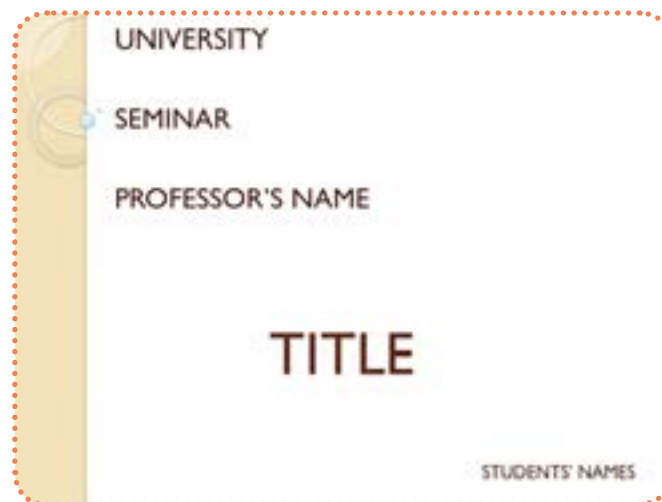 UNIVERSITY
SEMINAR
PROFESSOR'S NAME
TITLE
STUDENTS' NAMES